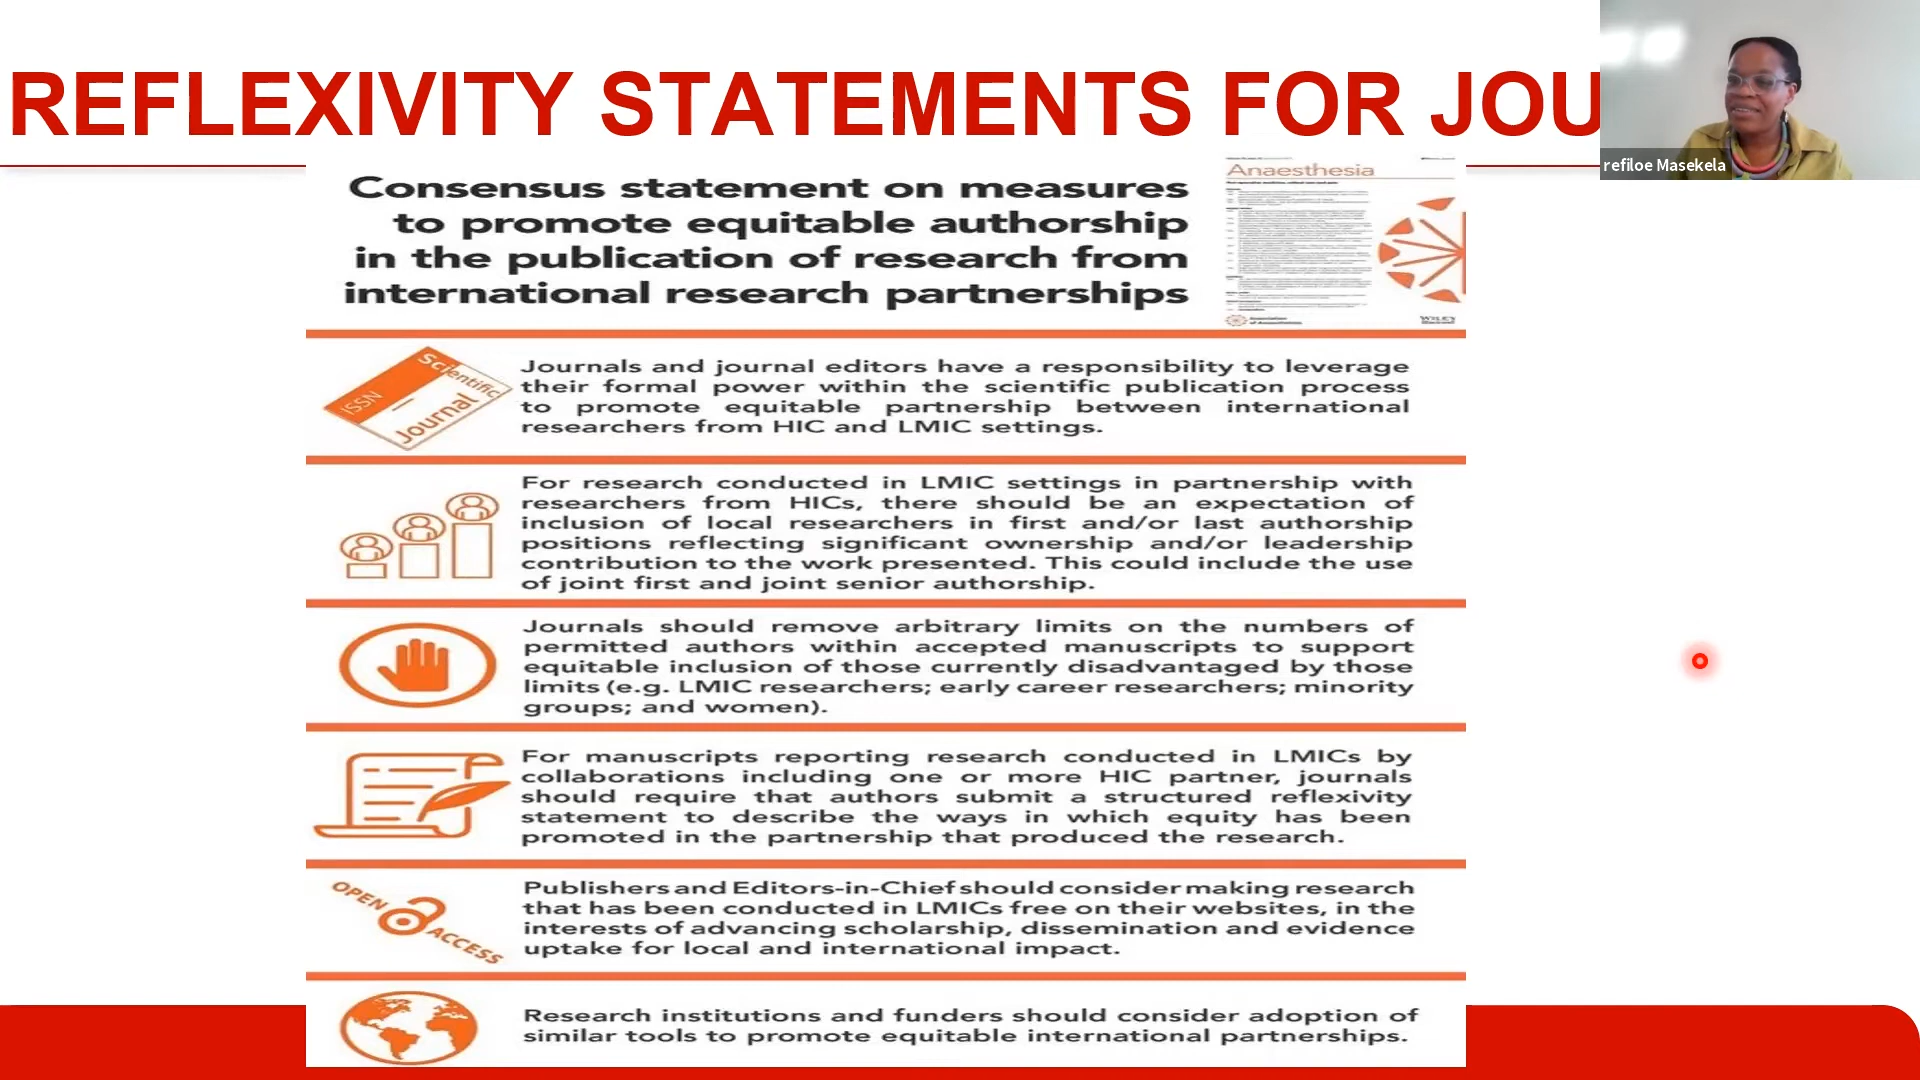 REFLEXIVITY STATEMENTS FOR JOU
refiloe Masekela
Consensus statement on measures
to promote equitable authorship
in the publication of research from
international research partnerships
Anaesthesia
WILEY
ISSN
Scientific
Journal
Journals and journal editors have a responsibility to leverage
their formal power within the scientific publication process
to promote equitable partnership between international
researchers from HIC and LMIC settings.
For research conducted in LMIC settings in partnership with
researchers from HICs, there should be an expectation of
inclusion of local researchers in first and/or last authorship
positions reflecting significant ownership and/or leadership
contribution to the work presented. This could include the use
of joint first and joint senior authorship.
Journals should remove arbitrary limits on the numbers of
permitted authors within accepted manuscripts to support
equitable inclusion of those currently disadvantaged by those
limits (e.g. LMIC researchers; early career researchers; minority
groups; and women).
For manuscripts reporting research conducted in LMICs by
collaborations including one or more HIC partner, journals
should require that authors submit a structured reflexivity
statement to describe the ways in which equity has been
promoted in the partnership that produced the research.
OPEN
ACCESS
Publishers and Editors-in-Chief should consider making research
that has been conducted in LMICs free on their websites, in the
interests of advancing scholarship, dissemination and evidence
uptake for local and international impact.
Research institutions and funders should consider adoption of
similar tools to promote equitable international partnerships.